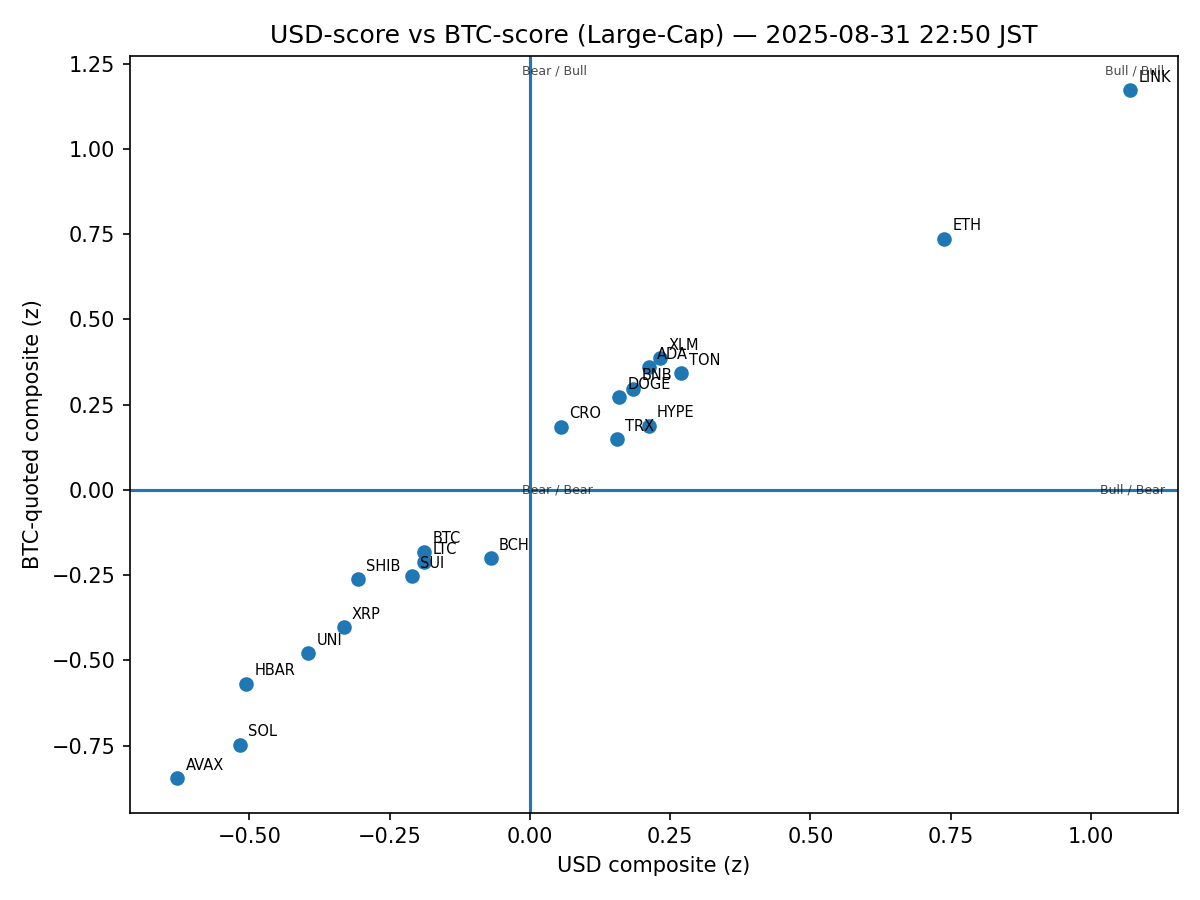 USD-score vs BTC-score (Large-Cap) — 2025-08-31 22:50 JST
1.25
Bear / Bull
Bull / Bull
LINK
1.00
0.75
ETH
0.50
XLM
ADA
TON
BNB
DOGE
0.25
CRO
HYPE
TRX
0.00
Bear / Bear
Bull / Bear
BTC
LTC
BCH
SUI
−0.25
SHIB
XRP
UNI
−0.50
HBAR
SOL
−0.75
AVAX
−0.50
−0.25
0.00
0.25
0.50
0.75
1.00
USD composite (z)
BTC-quoted composite (z)